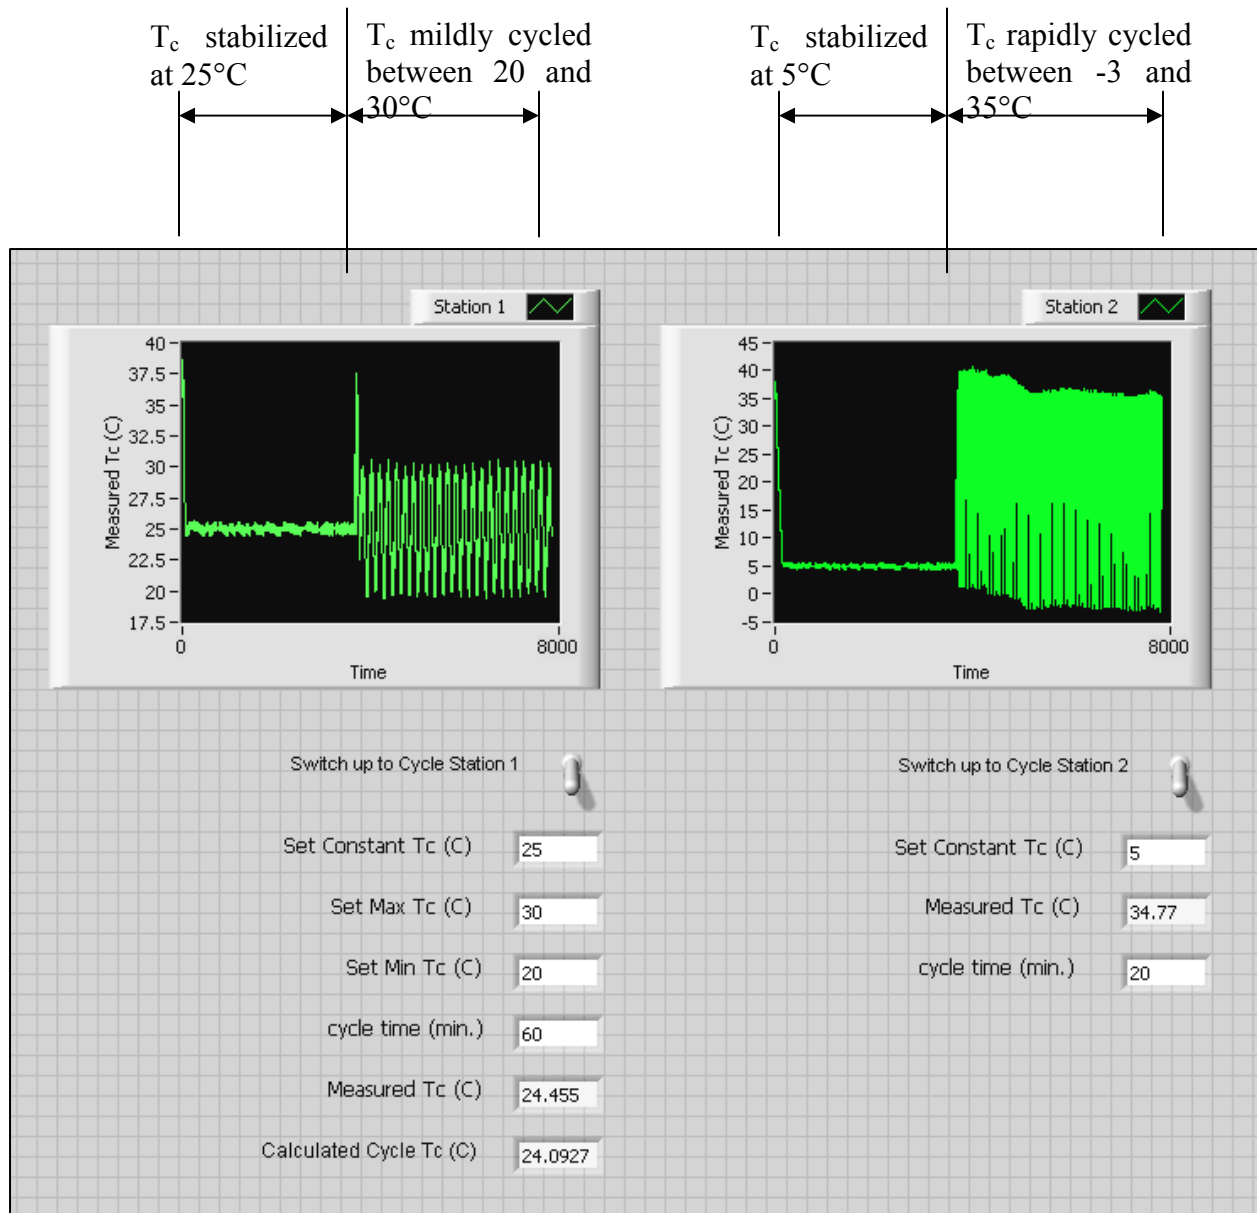 T_c stabilized
at 25°C
T_c mildly cycled
between 20 and
30°C
T_c stabilized
at 5°C
T_c rapidly cycled
between -3 and
35°C
Station 1
40
37.5
35
32.5
30
27.5
25
22.5
20
17.5
Measured Tc (C)
0
8000
Time
Station 2
45
40
35
30
25
20
15
10
5
0
-5
Measured Tc (C)
0
8000
Time
Switch up to Cycle Station 1
Set Constant Tc (C) 25
Set Max Tc (C) 30
Set Min Tc (C) 20
cycle time (min.) 60
Measured Tc (C) 24.455
Calculated Cycle Tc (C) 24.0927
Switch up to Cycle Station 2
Set Constant Tc (C) 5
Measured Tc (C) 34.77
cycle time (min.) 20